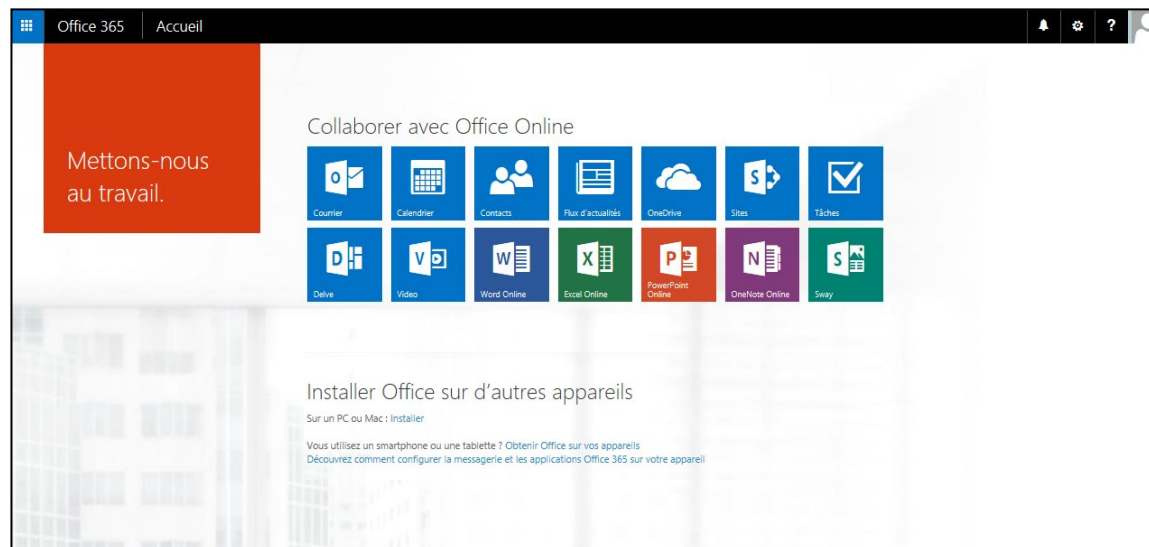 Office 365 Accueil ?
Mettons-nous
au travail.
Collaborer avec Office Online
Courrier Calendrier Contacts Flux d'actualités OneDrive Sites Tâches
Delve Video Word Online Excel Online PowerPoint
Online OneNote Online Sway
Installer Office sur d'autres appareils
Sur un PC ou Mac : Installer
Vous utilisez un smartphone ou une tablette ? Obtenir Office sur vos appareils
Découvrez comment configurer la messagerie et les applications Office 365 sur votre appareil